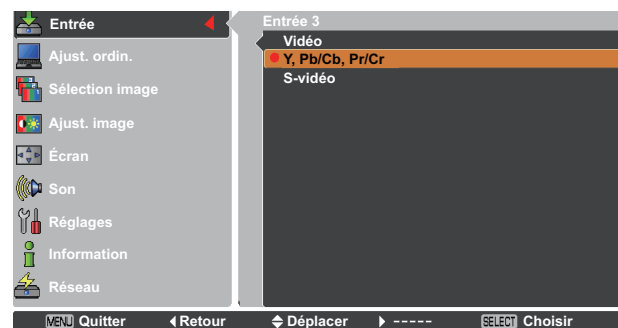 Entrée
Ajust. ordin.
Sélection image
Ajust. image
Écran
Son
Réglages
Information
Réseau
Entrée 3
Vidéo
Y, Pb/Cb, Pr/Cr
S-vidéo
MENU Quitter Retour Déplacer ----- SELECT Choisir